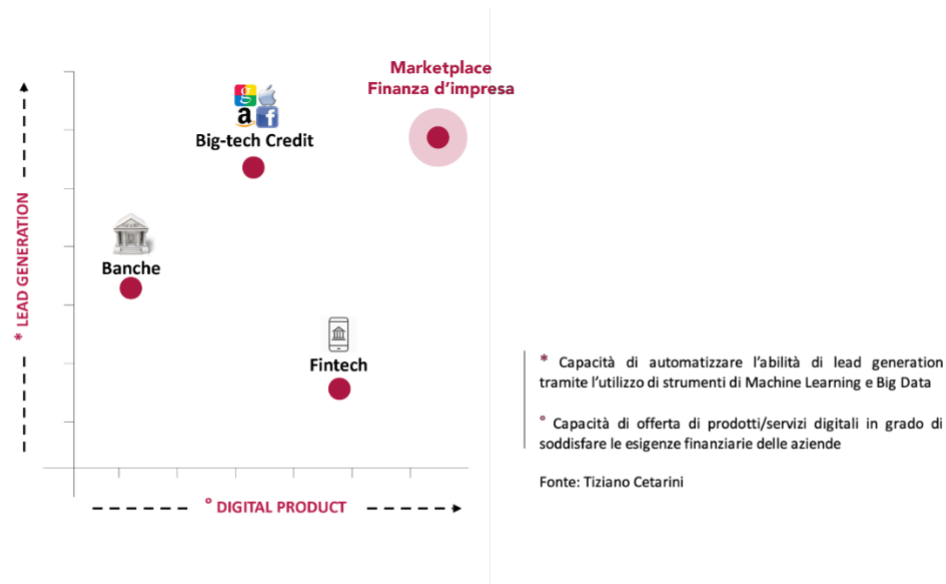 Marketplace
Finanza d’impresa
g
a f
Big-tech Credit
Banche
Fintech
* LEAD GENERATION
° DIGITAL PRODUCT
* Capacità di automatizzare l’abilità di lead generation
tramite l’utilizzo di strumenti di Machine Learning e Big Data
° Capacità di offerta di prodotti/servizi digitali in grado di
soddisfare le esigenze finanziarie delle aziende
Fonte: Tiziano Cetarini